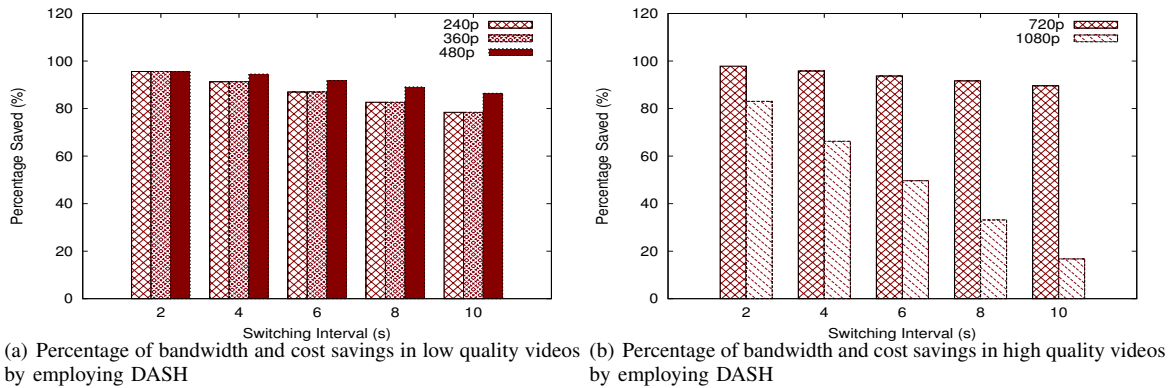 120
100
80
60
40
20
0
Percentage Saved (%)
240p
360p
480p
2 4 6 8 10
Switching Interval (s)
(a) Percentage of bandwidth and cost savings in low quality videos
by employing DASH
120
100
80
60
40
20
0
Percentage Saved (%)
720p
1080p
2 4 6 8 10
Switching Interval (s)
(b) Percentage of bandwidth and cost savings in high quality videos
by employing DASH